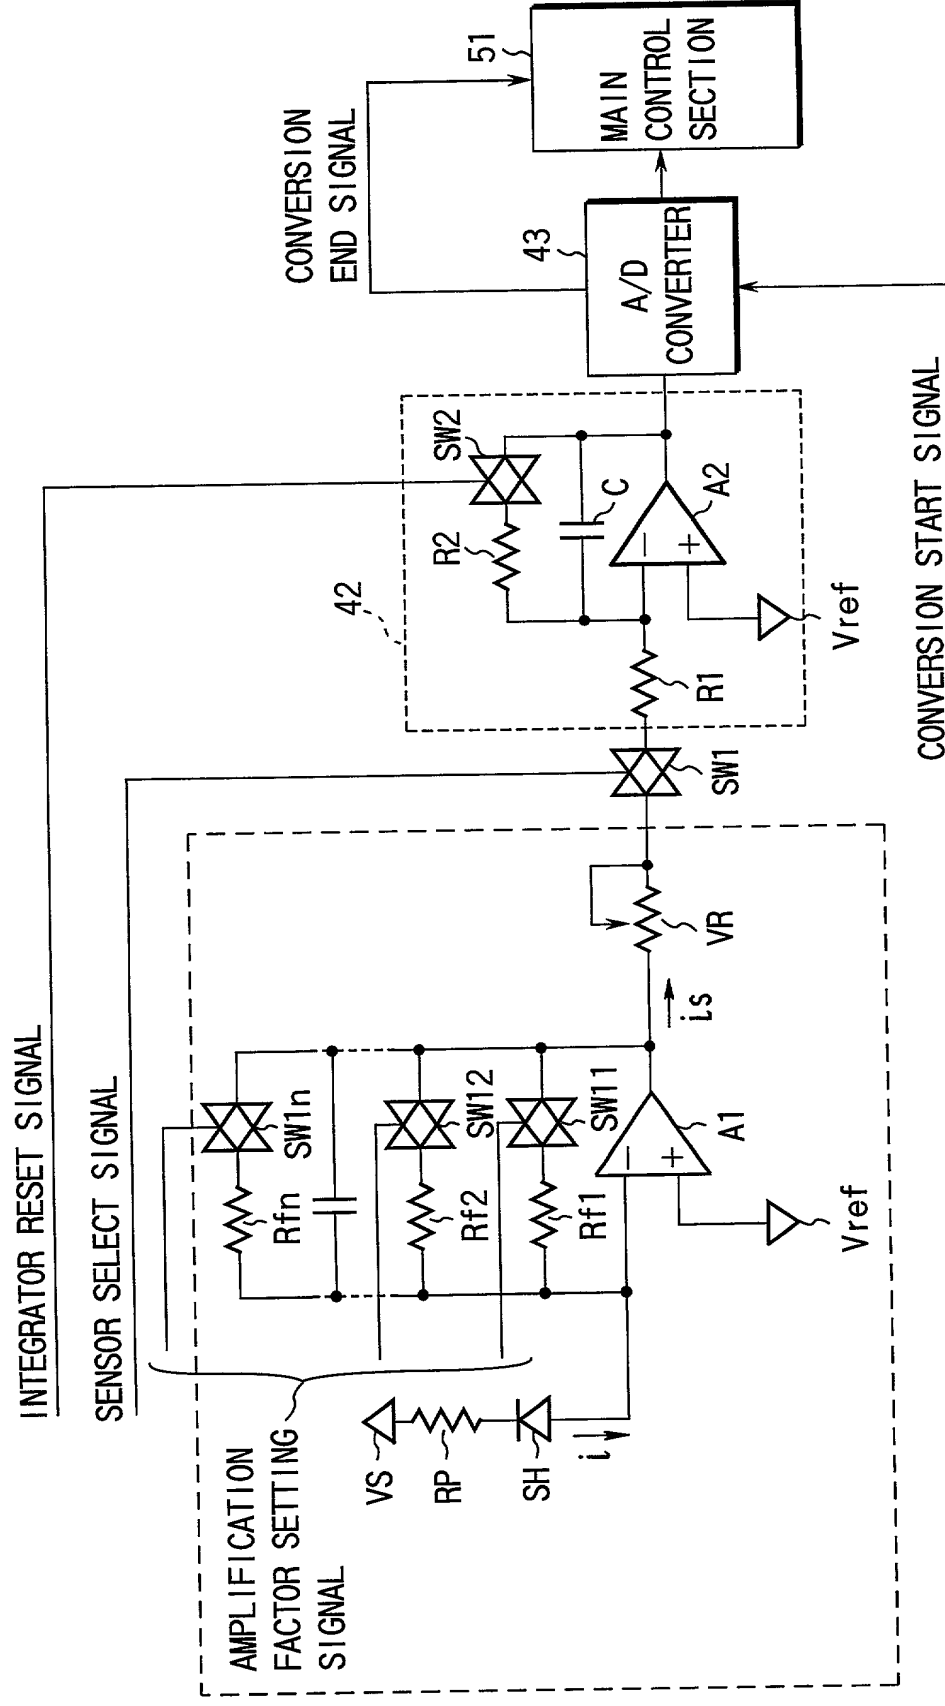 INTEGRATOR RESET SIGNAL
SENSOR SELECT SIGNAL
AMPLIFICATION
FACTOR SETTING
SIGNAL
VS
RP
SH
i
Rfn
SW1n
Rf2
SW12
Rf1
SW11
A1
Vref
is
VR
SW1
42
R1
R2
SW2
C
A2
Vref
CONVERSION
END SIGNAL
43
A/D
CONVERTER
51
MAIN
CONTROL
SECTION
CONVERSION START SIGNAL